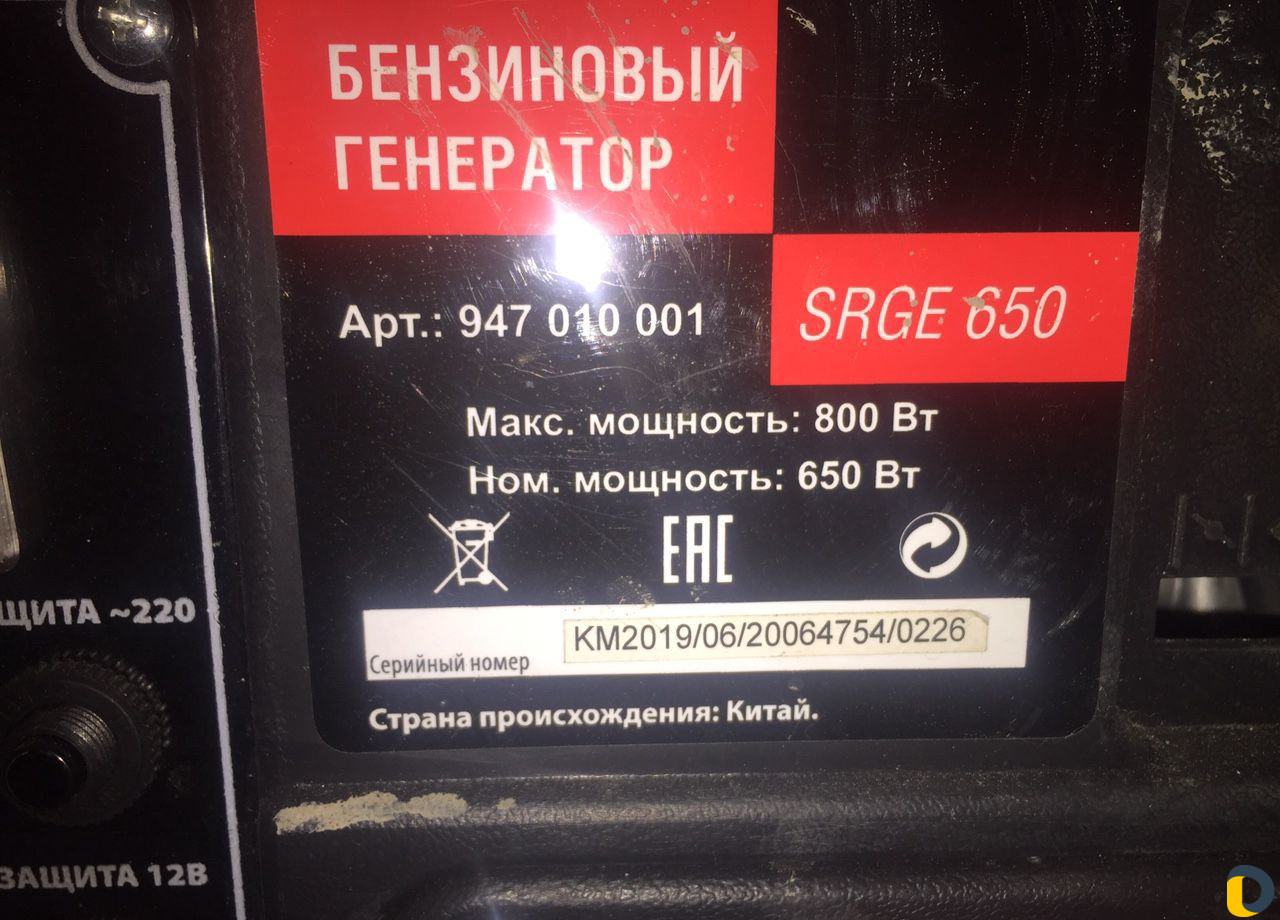 БЕНЗИНОВЫЙ
ГЕНЕРАТОР
Арт.: 947 010 001
SRGE 650
Макс. мощность: 800 Вт
Ном. мощность: 650 Вт
EAC
KM2019/06/20064754/0226
Серийный номер
Страна происхождения: Китай.
ЩИТА ~220
ЗАЩИТА 12В